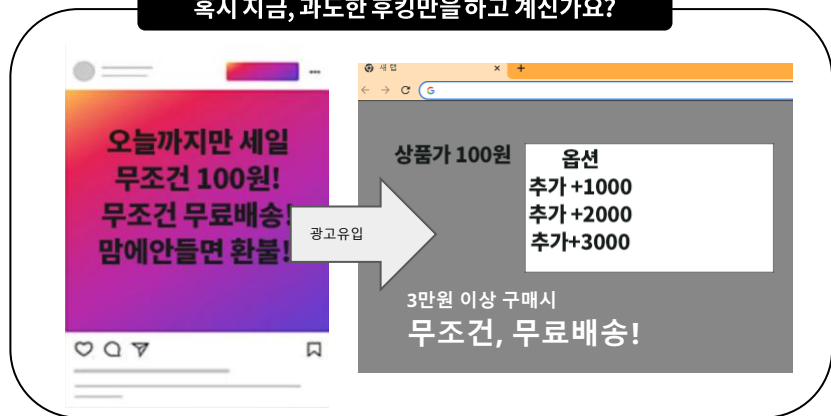 혹시 지금, 과도한 후킹만을 하고 계신가요?
오늘까지만 세일
무조건 100원!
무조건 무료배송!
맘에안들면 환불!
광고유입
새 탭
G
상품가 100원
옵션
추가 +1000
추가 +2000
추가+3000
3만원 이상 구매시
무조건, 무료배송!